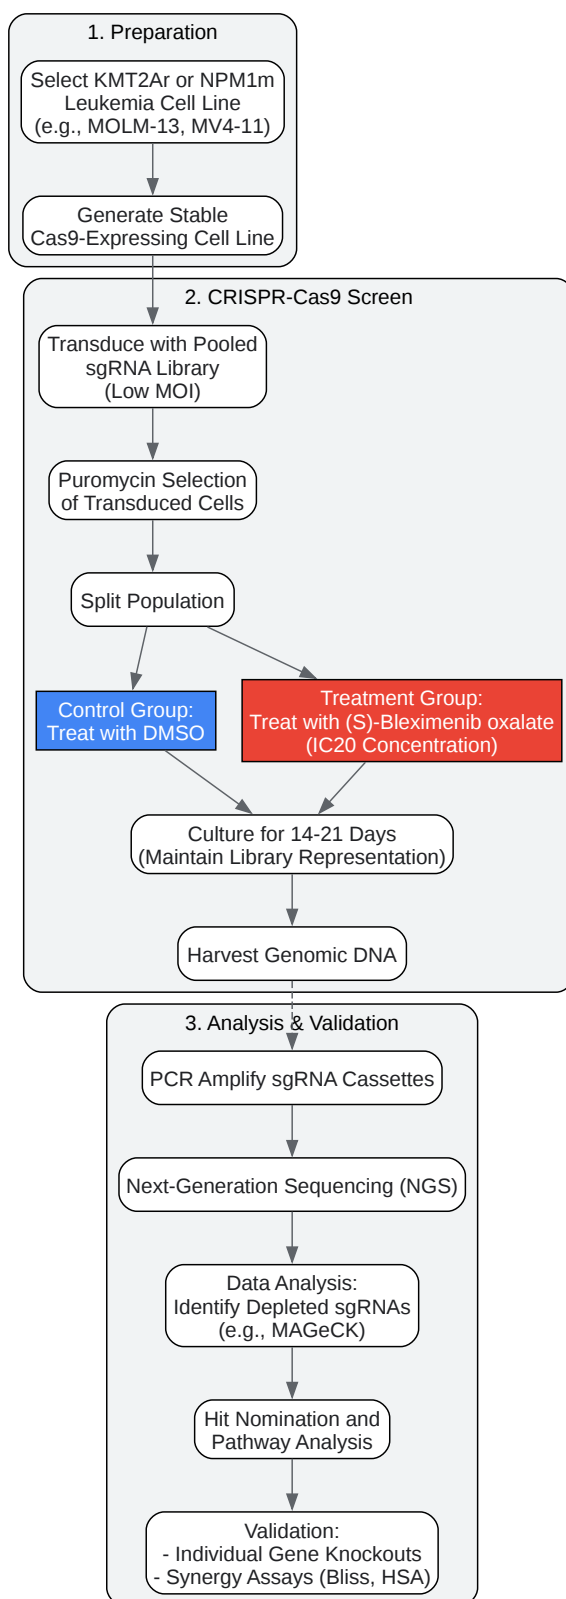 1. Preparation
Select KMT2Ar or NPM1m
Leukemia Cell Line
(e.g., MOLM-13, MV4-11)
Generate Stable
Cas9-Expressing Cell Line
2. CRISPR-Cas9 Screen
Transduce with Pooled
sgRNA Library
(Low MOI)
Puromycin Selection
of Transduced Cells
Split Population
Control Group:
Treat with DMSO
Treatment Group:
Treat with (S)-Bleximenib oxalate
(IC20 Concentration)
Culture for 14-21 Days
(Maintain Library Representation)
Harvest Genomic DNA
3. Analysis & Validation
PCR Amplify sgRNA Cassettes
Next-Generation Sequencing (NGS)
Data Analysis:
Identify Depleted sgRNAs
(e.g., MAGeCK)
Hit Nomination and
Pathway Analysis
Validation:
- Individual Gene Knockouts
- Synergy Assays (Bliss, HSA)